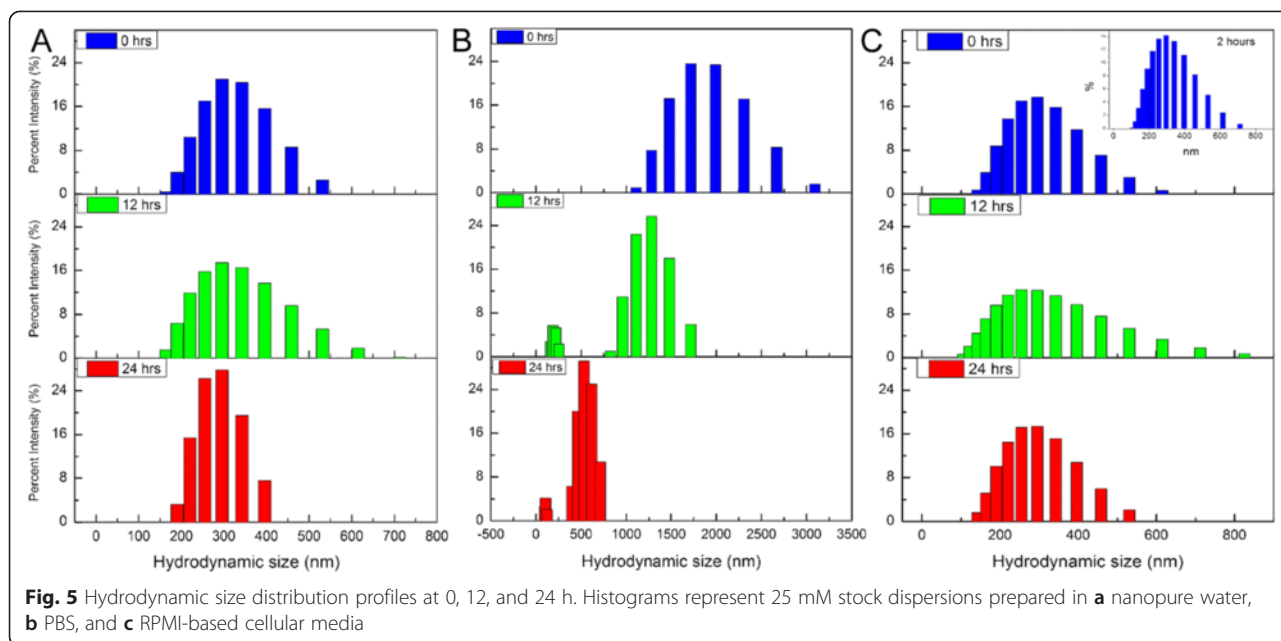 A
0 hrs
28
24
16
8
0
Percent Intensity (%)
12 hrs
24
16
8
0
Percent Intensity (%)
24 hrs
24
16
8
0
Percent Intensity (%)
0 100 200 300 400 500 600 700 800
Hydrodynamic size (nm)
B
0 hrs
24
16
8
0
12 hrs
24
16
8
0
24 hrs
24
16
8
0
-500 0 500 1000 1500 2000 2500 3000 3500
Hydrodynamic size (nm)
C
0 hrs
24
16
8
0
2 hours
%
0 200 400 600 800
nm
12 hrs
24
16
8
0
24 hrs
24
16
8
0
0 200 400 600 800
Hydrodynamic size (nm)
Fig. 5 Hydrodynamic size distribution profiles at 0, 12, and 24 h. Histograms represent 25 mM stock dispersions prepared in a nanopure water,
b PBS, and c RPMI-based cellular media